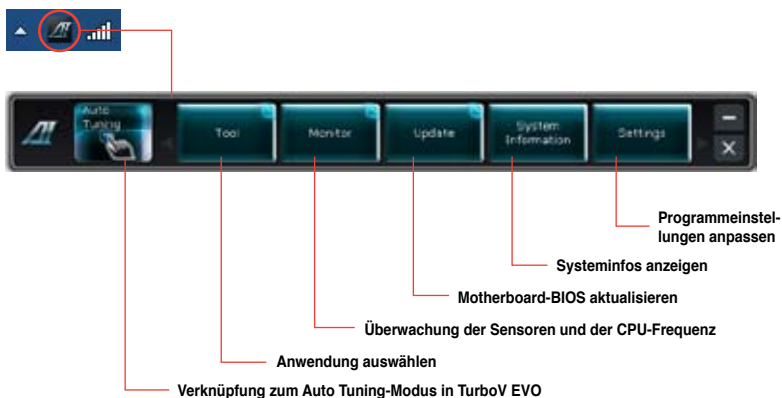 Auto
Tuning
Tool
Monitor
Update
System
Information
Settings
Programmeinstel-
lungen anpassen
Systeminfos anzeigen
Motherboard-BIOS aktualisieren
Überwachung der Sensoren und der CPU-Frequenz
Anwendung auswählen
Verknüpfung zum Auto Tuning-Modus in TurboV EVO